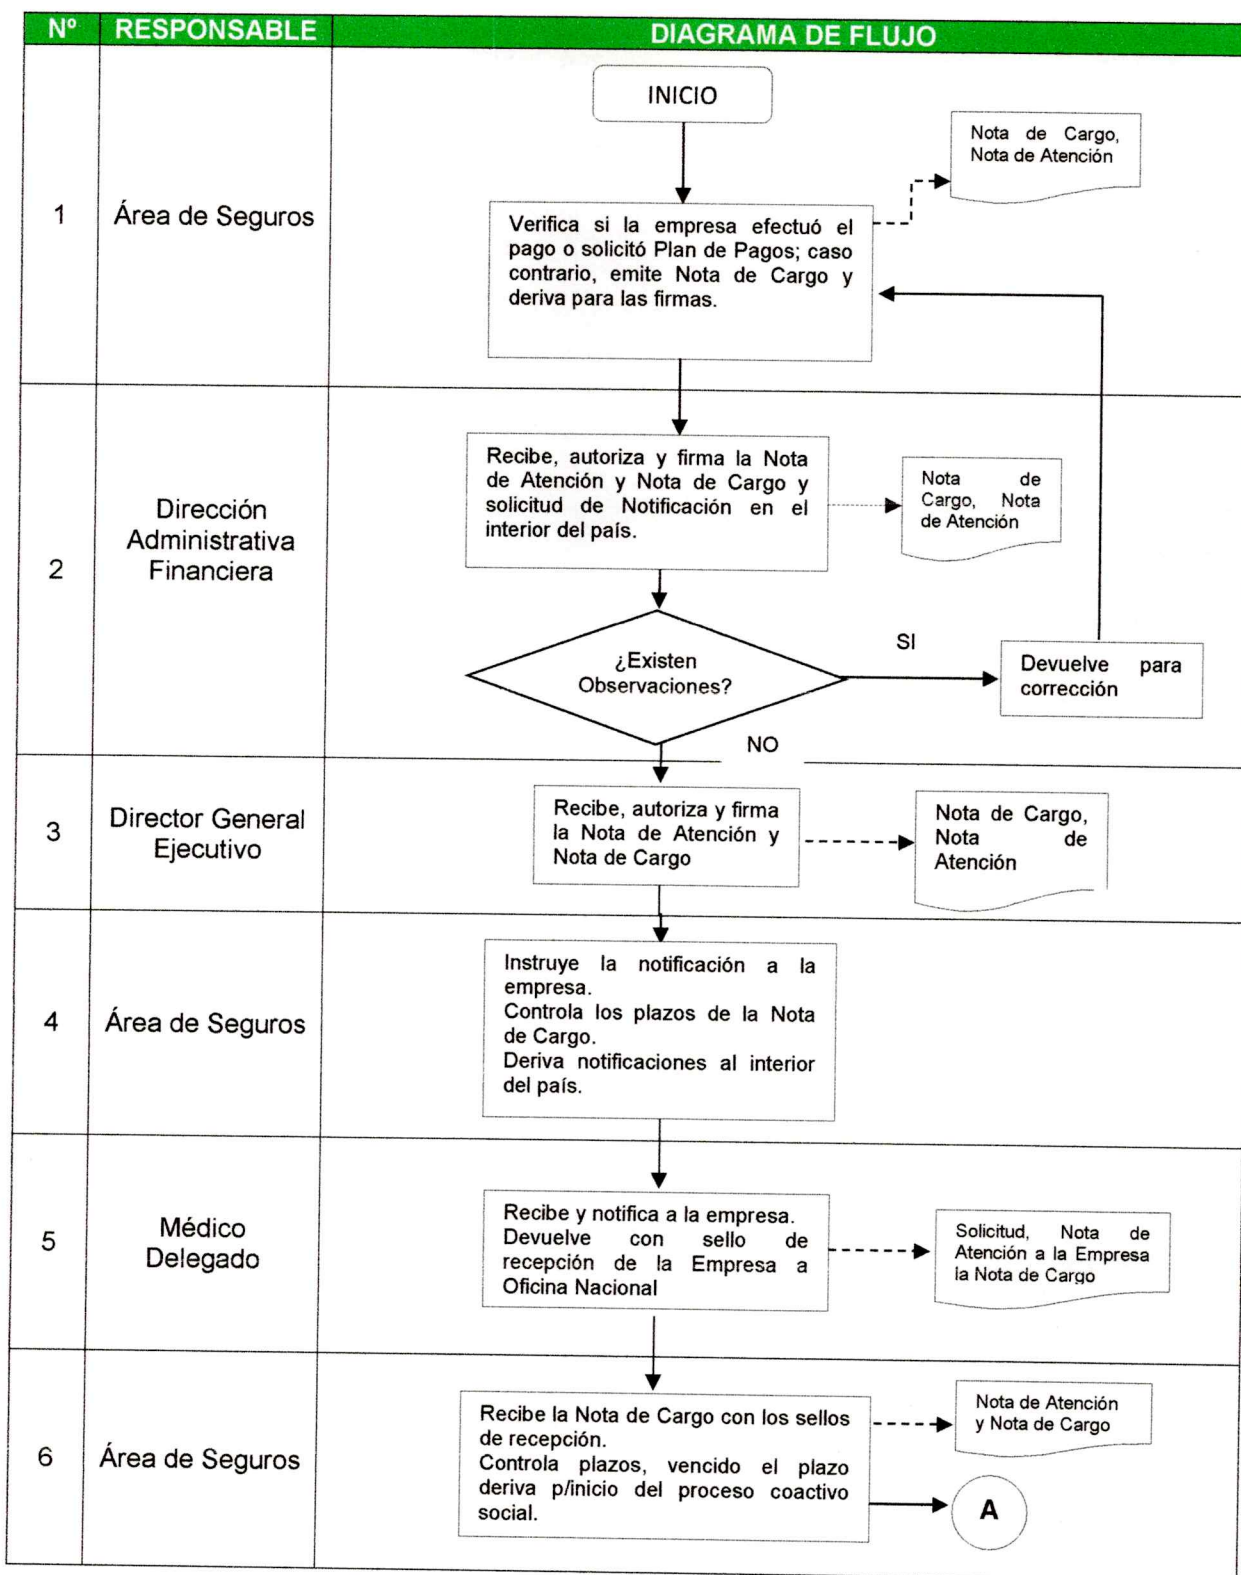 Nº RESPONSABLE DIAGRAMA DE FLUJO
INICIO
Nota de Cargo,
Nota de Atención
1
Área de Seguros
Verifica si la empresa efectuó el
pago o solicitó Plan de Pagos; caso
contrario, emite Nota de Cargo y
deriva para las firmas.
2
Dirección
Administrativa
Financiera
Recibe, autoriza y firma la Nota
de Atención y Nota de Cargo y
solicitud de Notificación en el
interior del país.
Nota de
Cargo, Nota
de Atención
¿Existen
Observaciones?
SI
Devuelve para
corrección
NO
3
Director General
Ejecutivo
Recibe, autoriza y firma
la Nota de Atención y
Nota de Cargo
Nota de Cargo,
Nota de
Atención
4
Área de Seguros
Instruye la notificación a la
empresa.
Controla los plazos de la Nota
de Cargo.
Deriva notificaciones al interior
del país.
5
Médico
Delegado
Recibe y notifica a la empresa.
Devuelve con sello de
recepción de la Empresa a
Oficina Nacional
Solicitud, Nota de
Atención a la Empresa
la Nota de Cargo
6
Área de Seguros
Recibe la Nota de Cargo con los sellos
de recepción.
Controla plazos, vencido el plazo
deriva p/inicio del proceso coactivo
social.
Nota de Atención
y Nota de Cargo
A